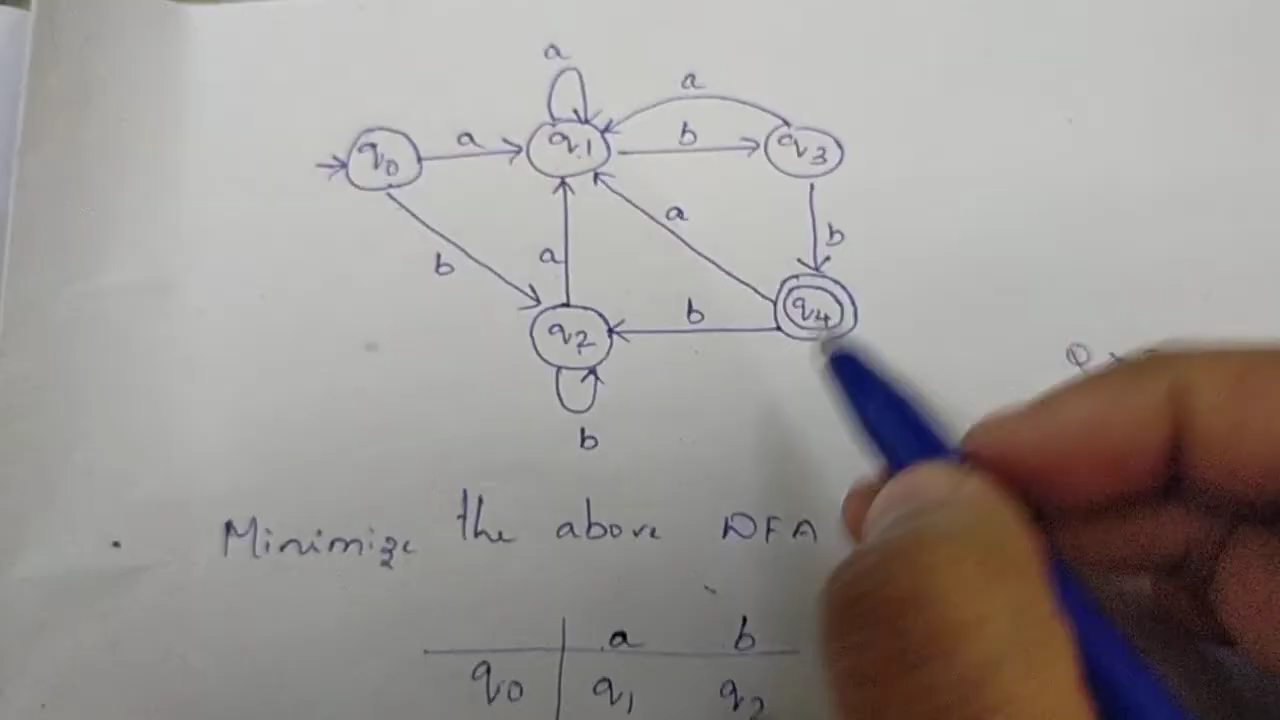 a
a
q0 a q1 b q3
a
b a b
q2 b q4
b
Minimize the above DFA
a b
q0 q1 q2